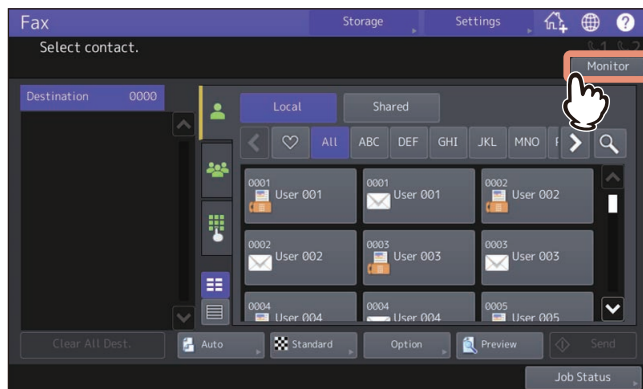 Fax
Storage
Settings
?
Select contact.
1 2
Monitor
Destination 0000
Local
Shared
All
ABC
DEF
GHI
JKL
MNO
0001
User 001
0001
User 001
0002
User 002
0002
User 002
0003
User 003
0003
User 003
0004
User 004
0004
User 004
0005
User 005
Clear All Dest.
Auto
Standard
Option
Preview
Send
Job Status